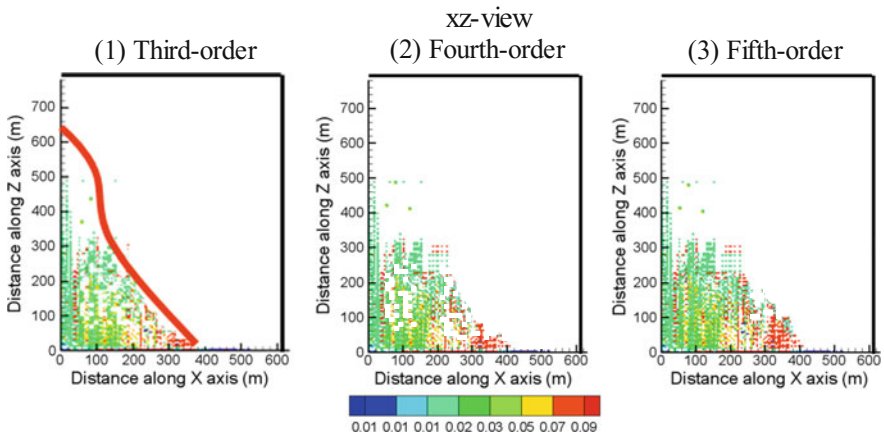 xz-view
(1) Third-order
(2) Fourth-order
(3) Fifth-order
Distance along Z axis (m)
700
600
500
400
300
200
100
0
0 100 200 300 400 500 600
Distance along X axis (m)
Distance along Z axis (m)
700
600
500
400
300
200
100
0
0 100 200 300 400 500 600
Distance along X axis (m)
Distance along Z axis (m)
700
600
500
400
300
200
100
0
0 100 200 300 400 500 600
Distance along X axis (m)
0.01 0.01 0.01 0.02 0.03 0.05 0.07 0.09